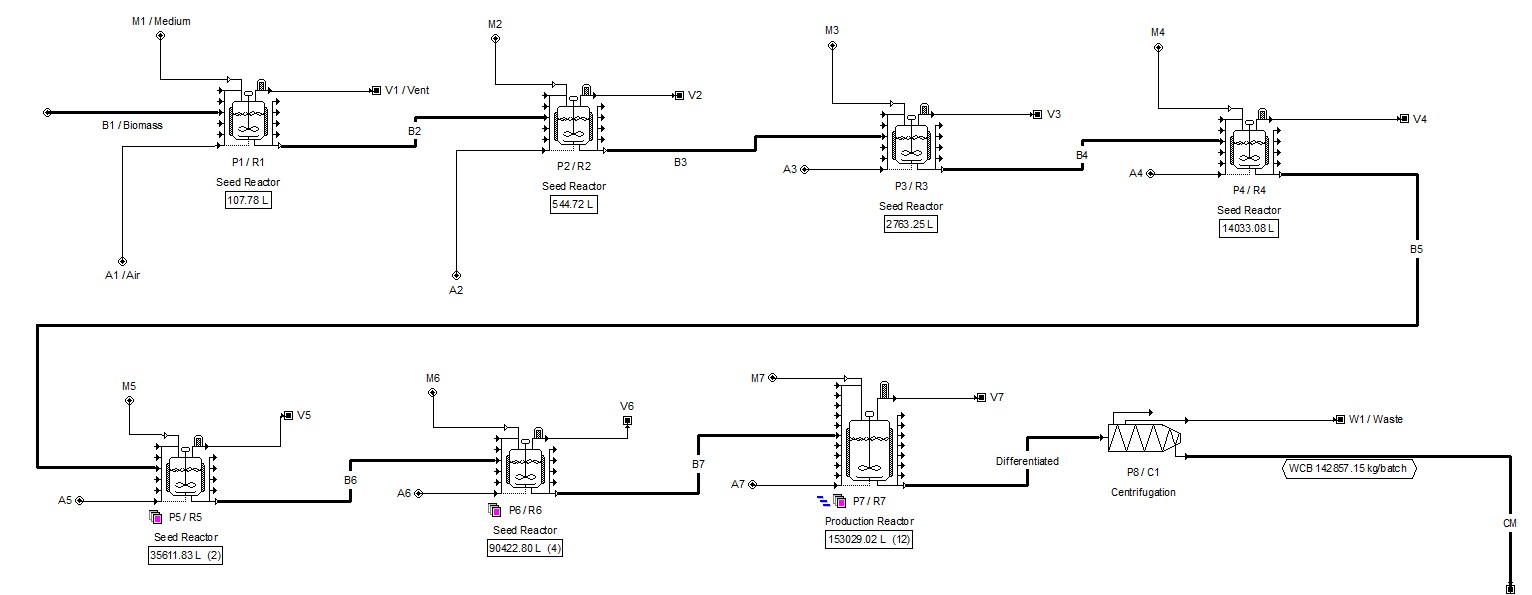 M1 / Medium
M2
M3
M4
V1 / Vent
V2
V3
V4
B1 / Biomass
B2
B3
B4
P1 / R1
Seed Reactor
107.78 L
P2 / R2
Seed Reactor
544.72 L
A3
P3 / R3
Seed Reactor
2763.25 L
A4
P4 / R4
Seed Reactor
14033.08 L
B5
A1 / Air
A2
M5
M6
M7
V5
V6
V7
W1 / Waste
A5
P5 / R5
Seed Reactor
35611.83 L (2)
B6
A6
P6 / R6
Seed Reactor
90422.80 L (4)
B7
A7
P7 / R7
Production Reactor
153029.02 L (12)
Differentiated
P8 / C1
Centrifugation
WCB 142857.15 kg/batch
CM